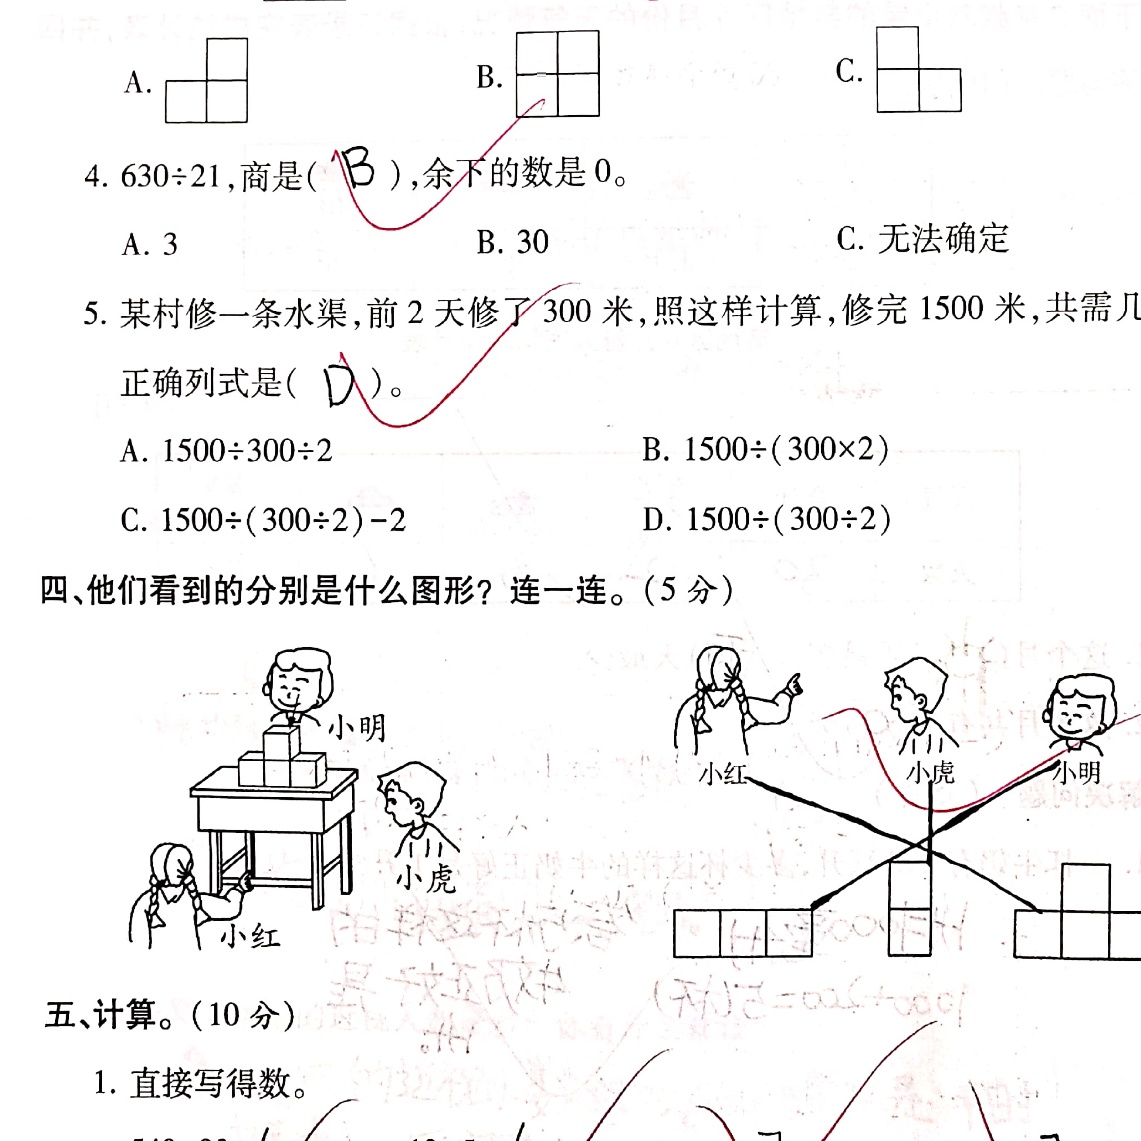 A.
B.
C.
4. 630÷21,商是( B ),余下的数是 0。
A. 3
B. 30
C. 无法确定
5. 某村修一条水渠,前 2 天修了 300 米,照这样计算,修完 1500 米,共需几
正确列式是( D )。
A. 1500÷300÷2
B. 1500÷(300×2)
C. 1500÷(300÷2)-2
D. 1500÷(300÷2)
四、他们看到的分别是什么图形? 连一连。(5 分)
小明
小虎
小红
小红
小虎
小明
五、计算。(10 分)
1. 直接写得数。